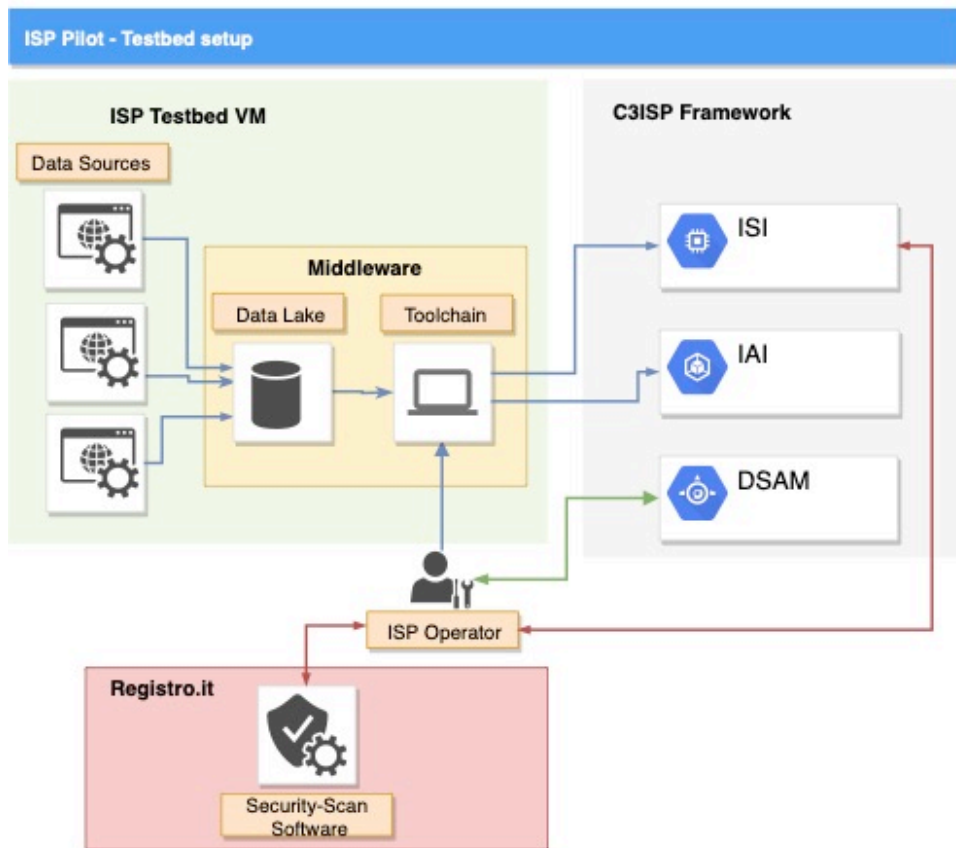 ISP Pilot - Testbed setup
ISP Testbed VM
C3ISP Framework
Data Sources
Middleware
Data Lake
Toolchain
ISI
IAI
DSAM
ISP Operator
Registro.it
Security-Scan
Software